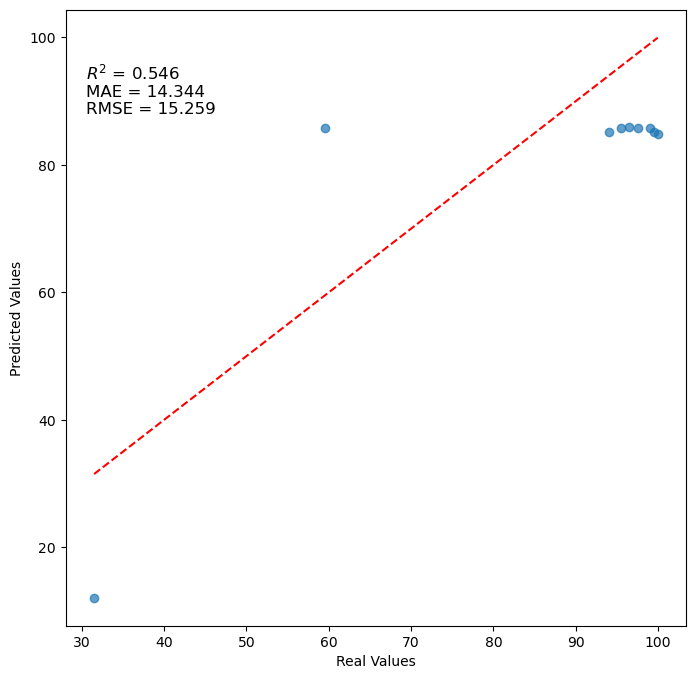 100
80
60
40
20
Predicted Values
R² = 0.546
MAE = 14.344
RMSE = 15.259
30 40 50 60 70 80 90 100
Real Values